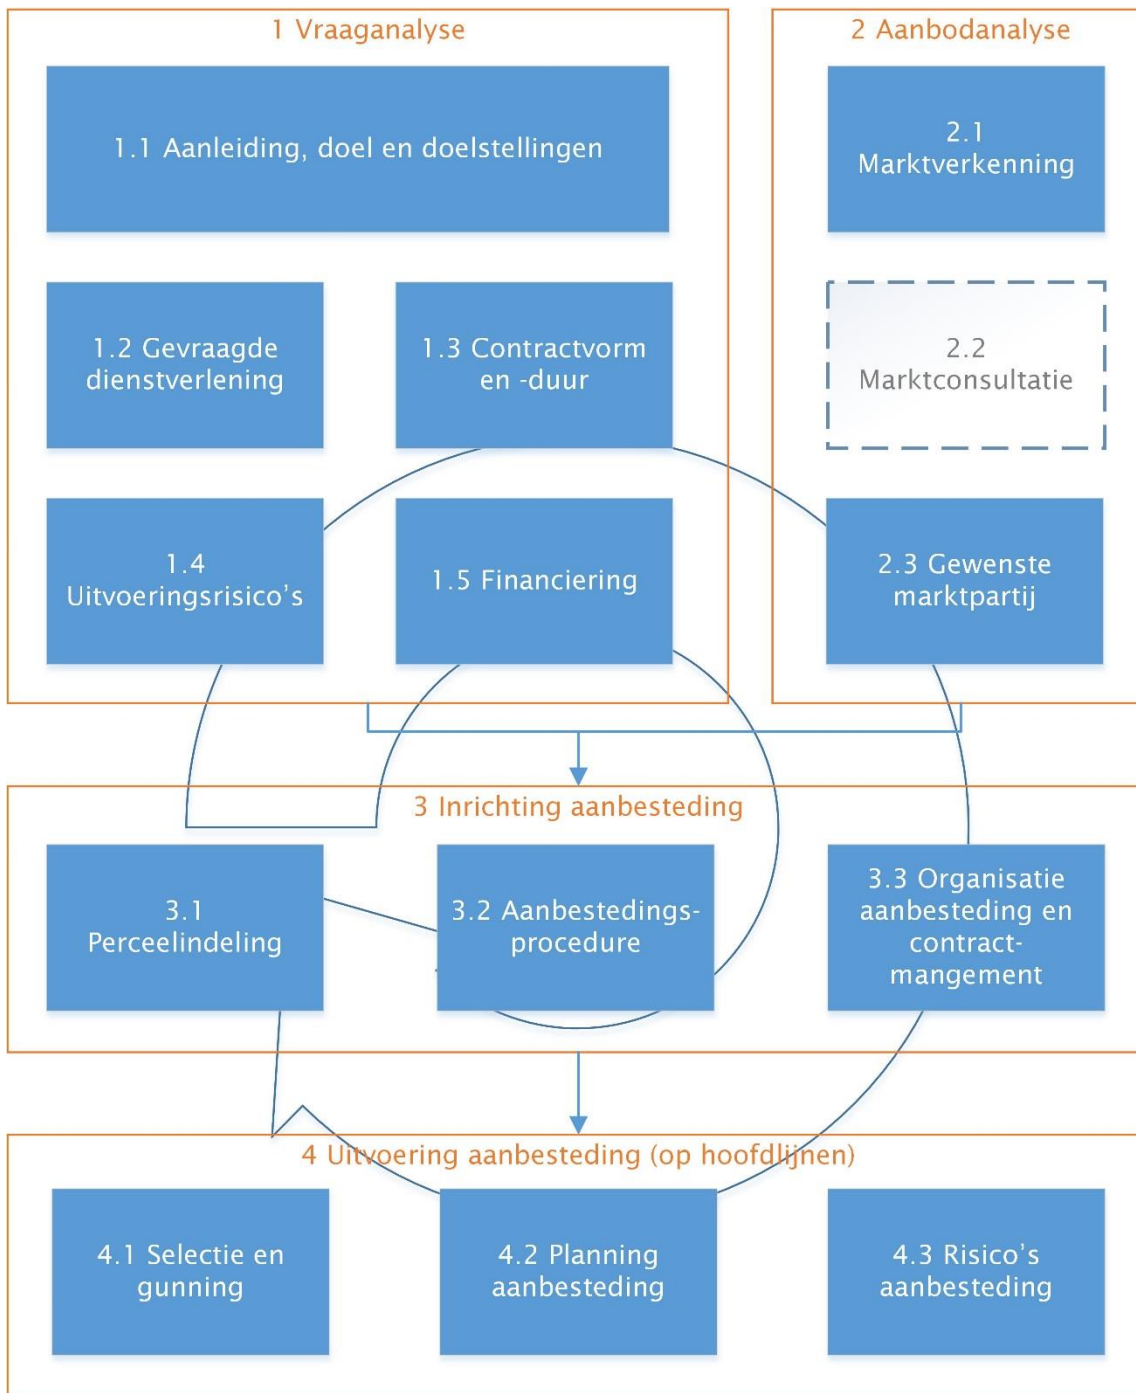 1 Vraaganalyse
1.1 Aanleiding, doel en doelstellingen
1.2 Gevraagde
dienstverlening
1.3 Contractvorm
en -duur
1.4
Uitvoeringsrisico’s
1.5 Financiering
2 Aanbodanalyse
2.1
Marktverkenning
2.2
Marktconsultatie
2.3 Gewenste
marktpartij
3 Inrichting aanbesteding
3.1
Perceelindeling
3.2 Aanbestedings-
procedure
3.3 Organisatie
aanbesteding en
contract-
mangement
4 Uitvoering aanbesteding (op hoofdlijnen)
4.1 Selectie en
gunning
4.2 Planning
aanbesteding
4.3 Risico’s
aanbesteding